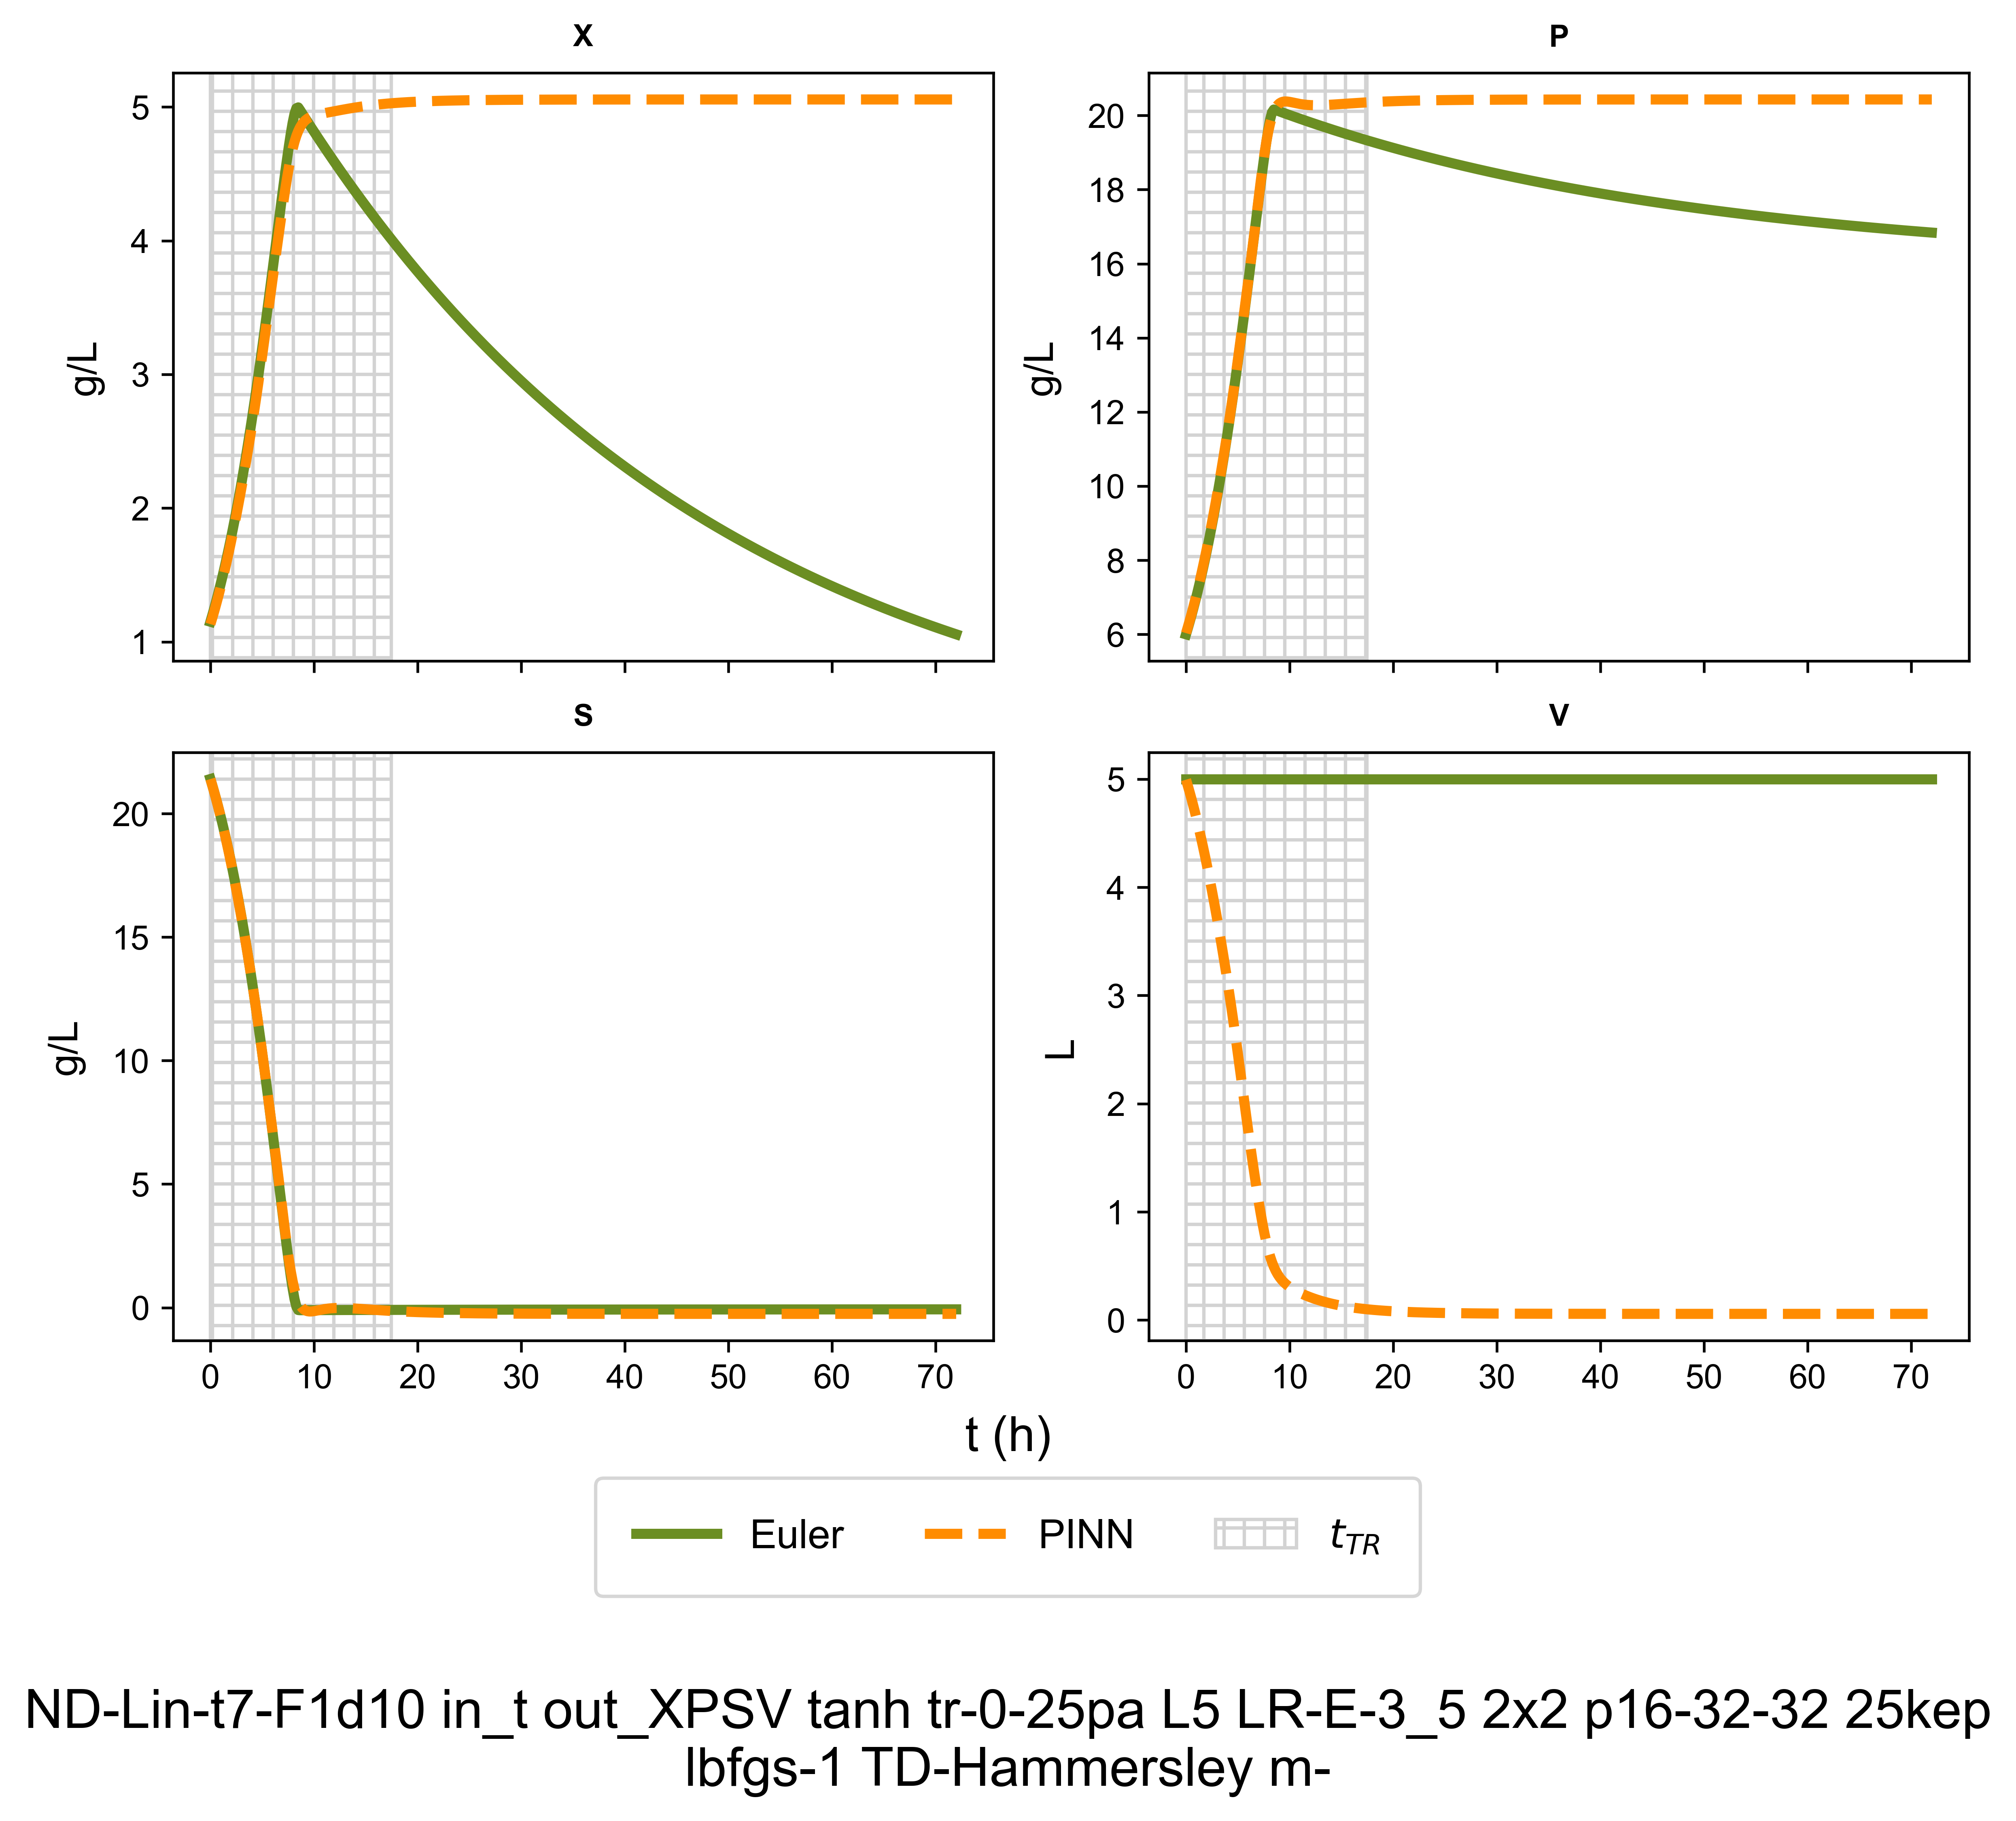 X
P
5
4
3
2
1
g/L
20
18
16
14
12
10
8
6
g/L
S
V
20
15
10
5
0
g/L
0 10 20 30 40 50 60 70
5
4
3
2
1
0
L
0 10 20 30 40 50 60 70
t (h)
Euler PINN t_TR
ND-Lin-t7-F1d10 in_t out_XPSV tanh tr-0-25pa L5 LR-E-3_5 2x2 p16-32-32 25kep
lbfgs-1 TD-Hammersley m-